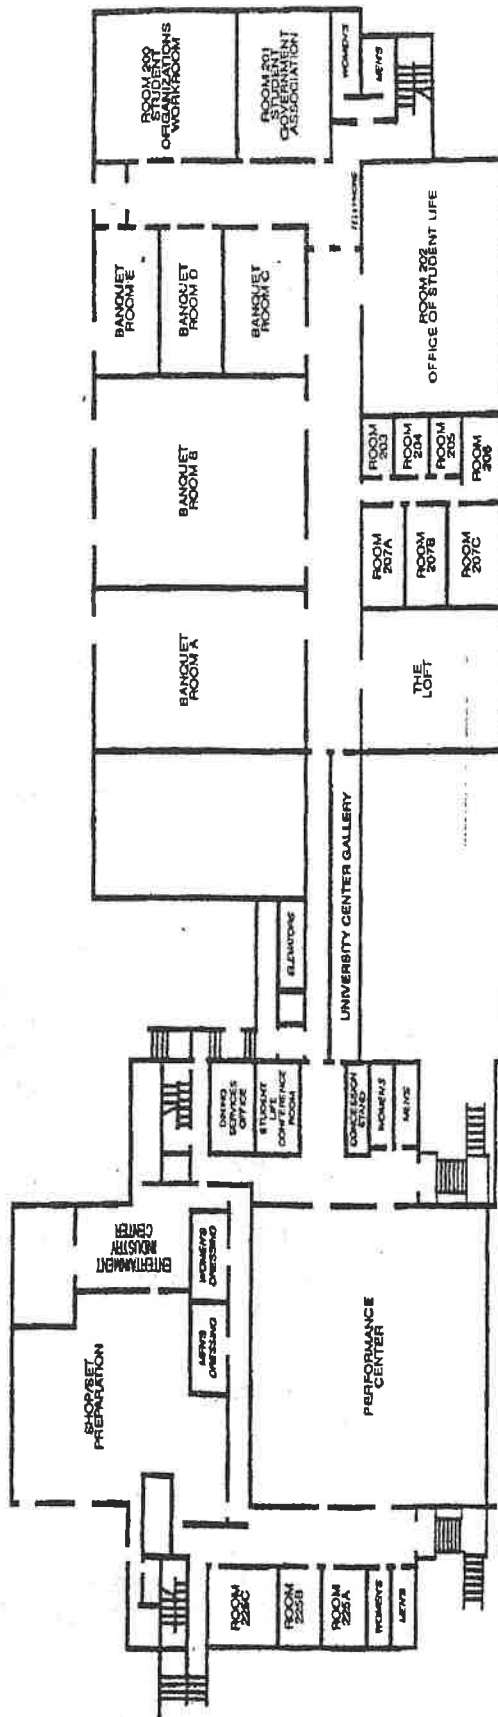 ROOM 200
STUDENT
ORGANIZATIONS
WORKROOM
ROOM 201
STUDENT
GOVERNMENT
ASSOCIATION
WOMEN'S
MEN'S
TELEPHONE
BANQUET
ROOM E
BANQUET
ROOM D
BANQUET
ROOM C
ROOM 202
OFFICE OF STUDENT LIFE
BANQUET
ROOM B
ROOM
203
ROOM
204
ROOM
205
ROOM
206
ROOM
207A
ROOM
207B
ROOM
207C
BANQUET
ROOM A
THE
LOFT
UNIVERSITY CENTER GALLERY
ELEVATORS
DINING
SERVICES
OFFICE
STUDENT
LIFE
CONFERENCE
ROOM
CONCESSION
STAND
WOMEN'S
MEN'S
ENTERTAINMENT
INDUSTRY
CENTER
WOMEN'S
DRESSING
MEN'S
DRESSING
SHOP/SET
PREPARATION
PERFORMANCE
CENTER
ROOM
225C
ROOM
225B
ROOM
225A
WOMEN'S
MEN'S